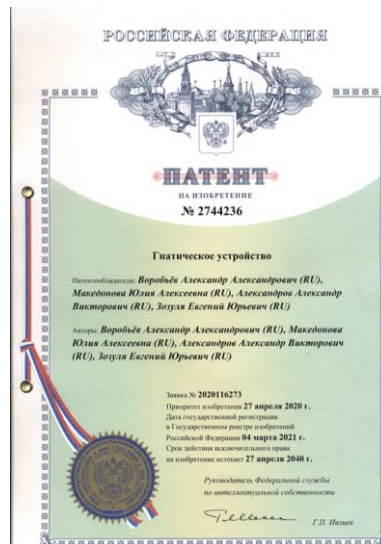 РОССИЙСКАЯ ФЕДЕРАЦИЯ
ПАТЕНТ
НА ИЗОБРЕТЕНИЕ
№ 2744236
Гнатическое устройство
Патентообладатели: Воробьёв Александр Александрович (RU),
Македонова Юлия Алексеевна (RU), Александров Александр
Викторович (RU), Зозуля Евгений Юрьевич (RU)
Авторы: Воробьёв Александр Александрович (RU), Македонова
Юлия Алексеевна (RU), Александров Александр Викторович
(RU), Зозуля Евгений Юрьевич (RU)
Заявка № 2020116273
Приоритет изобретения 27 апреля 2020 г.
Дата государственной регистрации
в Государственном реестре изобретений
Российской Федерации 04 марта 2021 г.
Срок действия исключительного права
на изобретение истекает 27 апреля 2040 г.
Руководитель Федеральной службы
по интеллектуальной собственности
Г.П. Ивлиев